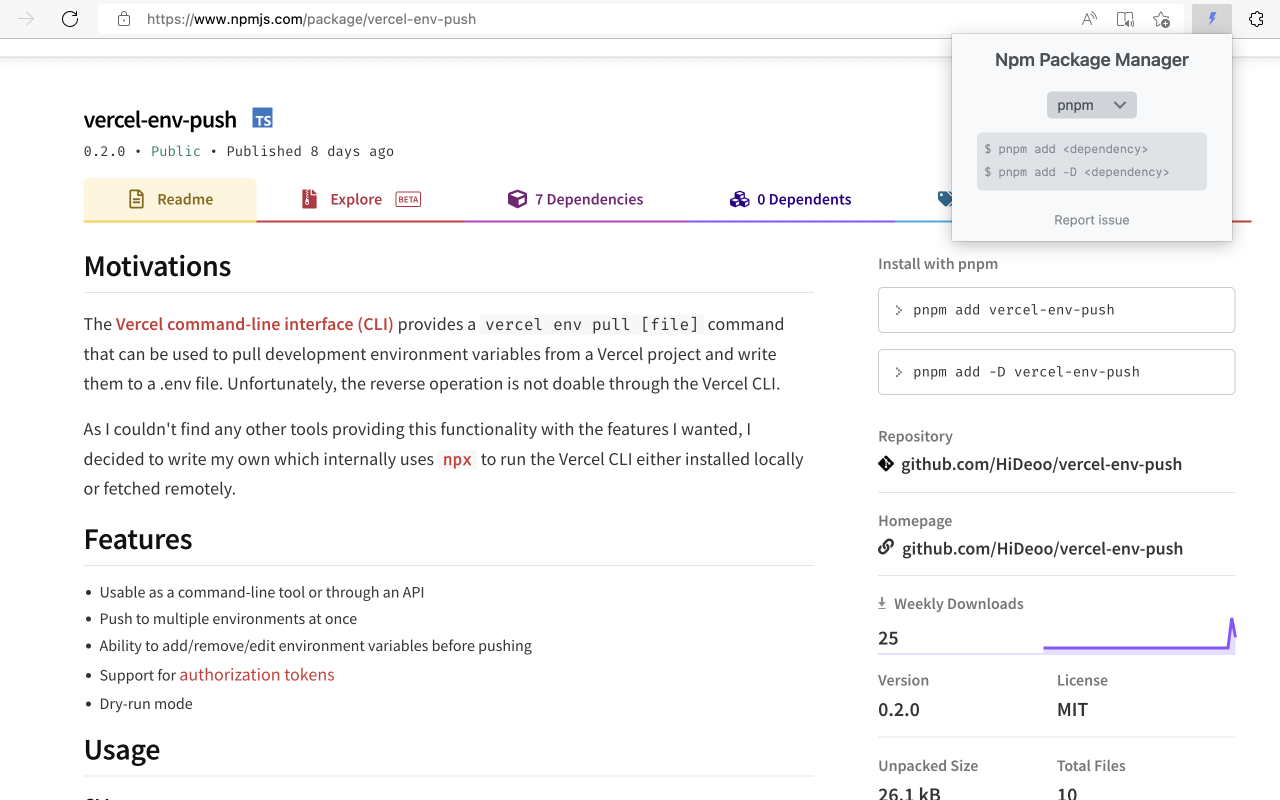 https://www.npmjs.com/package/vercel-env-push
Npm Package Manager
pnpm
$ pnpm add <dependency>
$ pnpm add -D <dependency>
Report issue
vercel-env-push TS
0.2.0 • Public • Published 8 days ago
Readme
Explore BETA
7 Dependencies
0 Dependents
Motivations
The Vercel command-line interface (CLI) provides a vercel env pull [file] command
that can be used to pull development environment variables from a Vercel project and write
them to a .env file. Unfortunately, the reverse operation is not doable through the Vercel CLI.
As I couldn't find any other tools providing this functionality with the features I wanted, I
decided to write my own which internally uses npx to run the Vercel CLI either installed locally
or fetched remotely.
Features
• Usable as a command-line tool or through an API
• Push to multiple environments at once
• Ability to add/remove/edit environment variables before pushing
• Support for authorization tokens
• Dry-run mode
Usage
Install with pnpm
> pnpm add vercel-env-push
> pnpm add -D vercel-env-push
Repository
github.com/HiDeoo/vercel-env-push
Homepage
github.com/HiDeoo/vercel-env-push
Weekly Downloads
25
Version
0.2.0
License
MIT
Unpacked Size
26.1 kB
Total Files
10